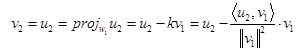 v₂ = u₂ = proj_{w₁} u₂ = u₂ − kv₁ = u₂ − ⟨u₂, v₁⟩ / ‖v₁‖² · v₁